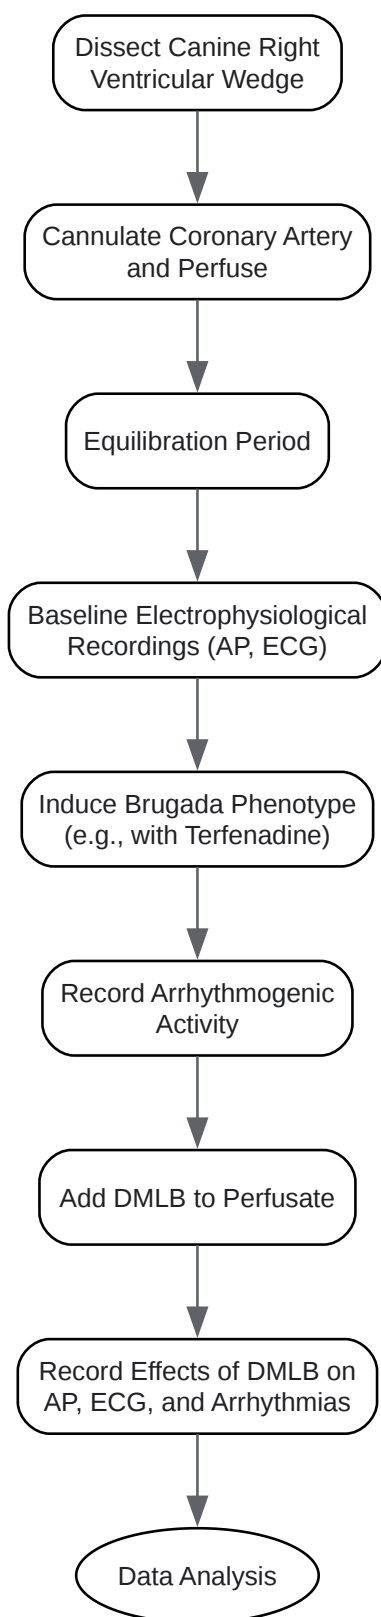 Dissect Canine Right
Ventricular Wedge
Cannulate Coronary Artery
and Perfuse
Equilibration Period
Baseline Electrophysiological
Recordings (AP, ECG)
Induce Brugada Phenotype
(e.g., with Terfenadine)
Record Arrhythmogenic
Activity
Add DMLB to Perfusate
Record Effects of DMLB on
AP, ECG, and Arrhythmias
Data Analysis